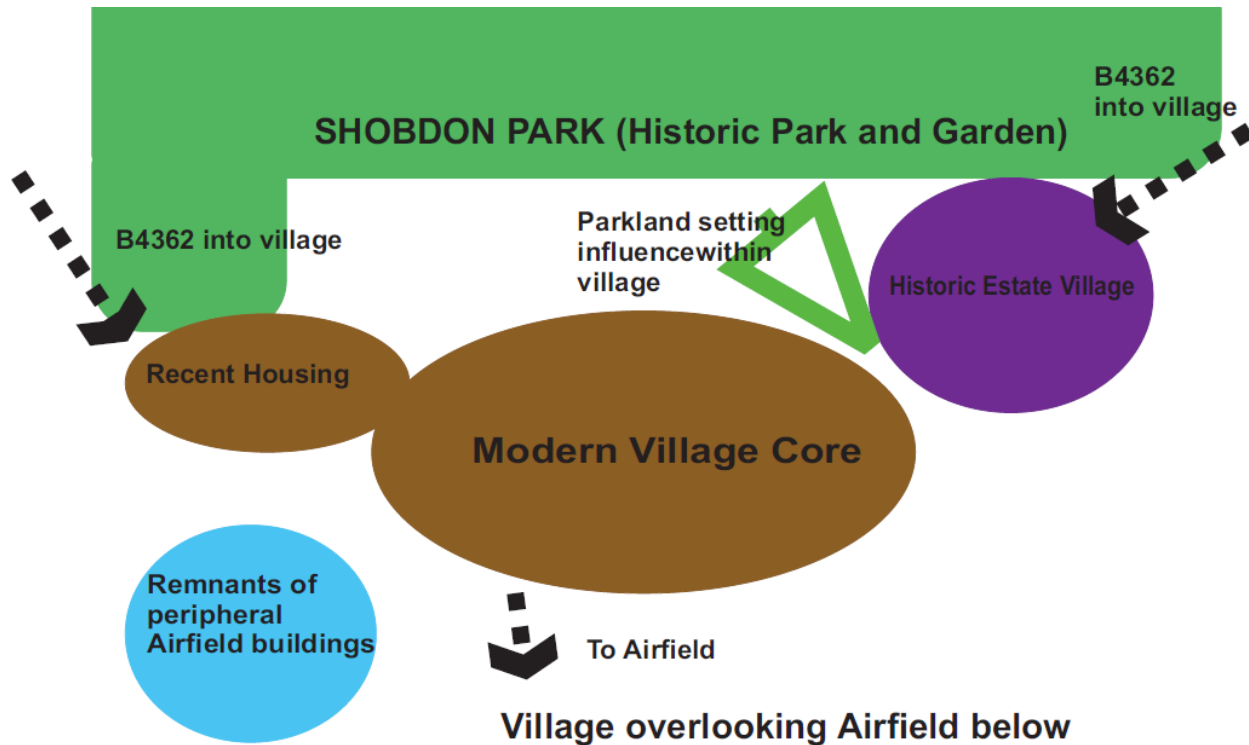 B4362
into village
SHOBDON PARK (Historic Park and Garden)
B4362 into village
Parkland setting
influencewithin
village
Historic Estate Village
Recent Housing
Modern Village Core
Remnants of
peripheral
Airfield buildings
To Airfield
Village overlooking Airfield below